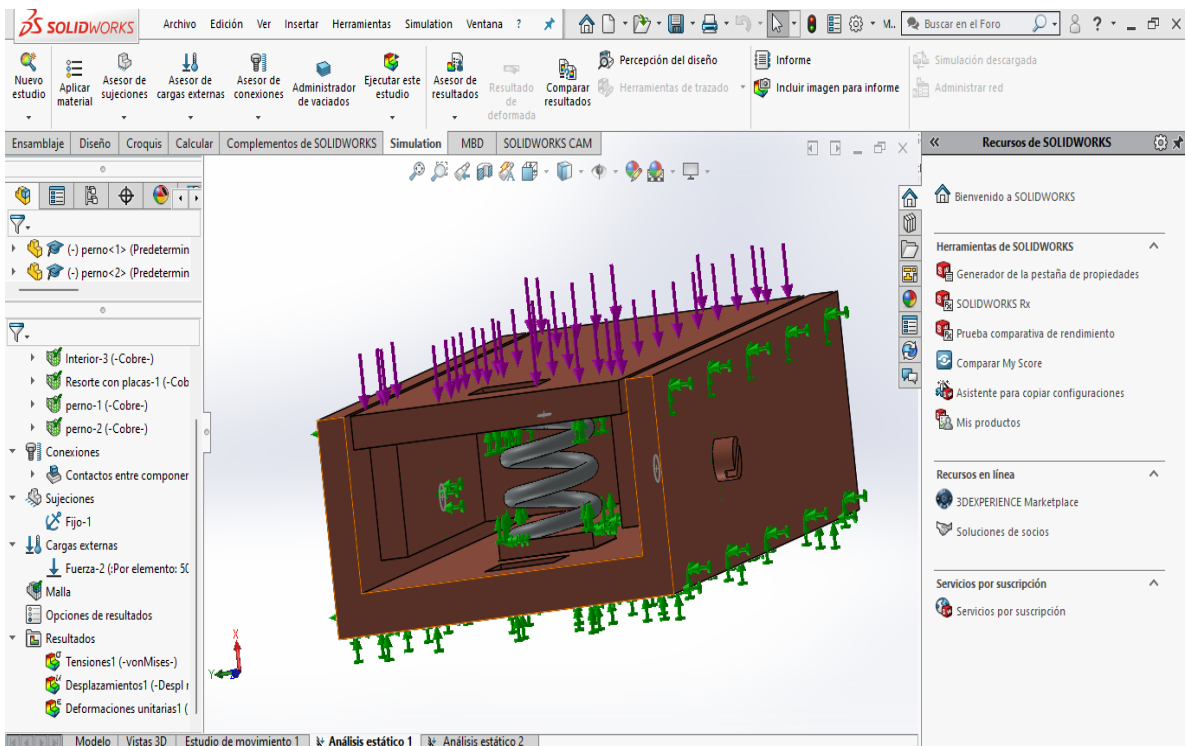 SOLIDWORKS Archivo Edición Ver Insertar Herramientas Simulation Ventana ? M.. Buscar en el Foro ?
Nuevo estudio
Aplicar material
Asesor de sujeciones
Asesor de cargas externas
Asesor de conexiones
Administrador de vaciados
Ejecutar este estudio
Asesor de resultados
Resultado de deformada
Comparar resultados
Percepción del diseño
Herramientas de trazado
Informe
Incluir imagen para informe
Simulación descargada
Administrar red
Ensamblaje Diseño Croquis Calcular Complementos de SOLIDWORKS Simulation MBD SOLIDWORKS CAM
(-) perno<1> (Predetermin
(-) perno<2> (Predetermin
Interior-3 (-Cobre-)
Resorte con placas-1 (-Cob
perno-1 (-Cobre-)
perno-2 (-Cobre-)
Conexiones
Contactos entre componer
Sujeciones
Fijo-1
Cargas externas
Fuerza-2 (:Por elemento: 50
Malla
Opciones de resultados
Resultados
Tensiones1 (-vonMises-)
Desplazamientos1 (-Despl r
Deformaciones unitarias1 (
X
Y
Z
Modelo Vistas 3D Estudio de movimiento 1 Análisis estático 1 Análisis estático 2
Recursos de SOLIDWORKS
Bienvenido a SOLIDWORKS
Herramientas de SOLIDWORKS
Generador de la pestaña de propiedades
SOLIDWORKS Rx
Prueba comparativa de rendimiento
Comparar My Score
Asistente para copiar configuraciones
Mis productos
Recursos en línea
3DEXPERIENCE Marketplace
Soluciones de socios
Servicios por suscripción
Servicios por suscripción